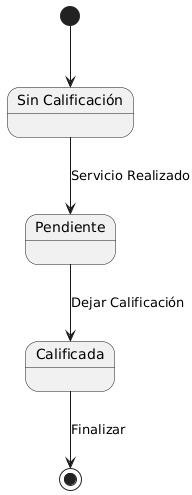 Sin Calificación
Servicio Realizado
Pendiente
Dejar Calificación
Calificada
Finalizar